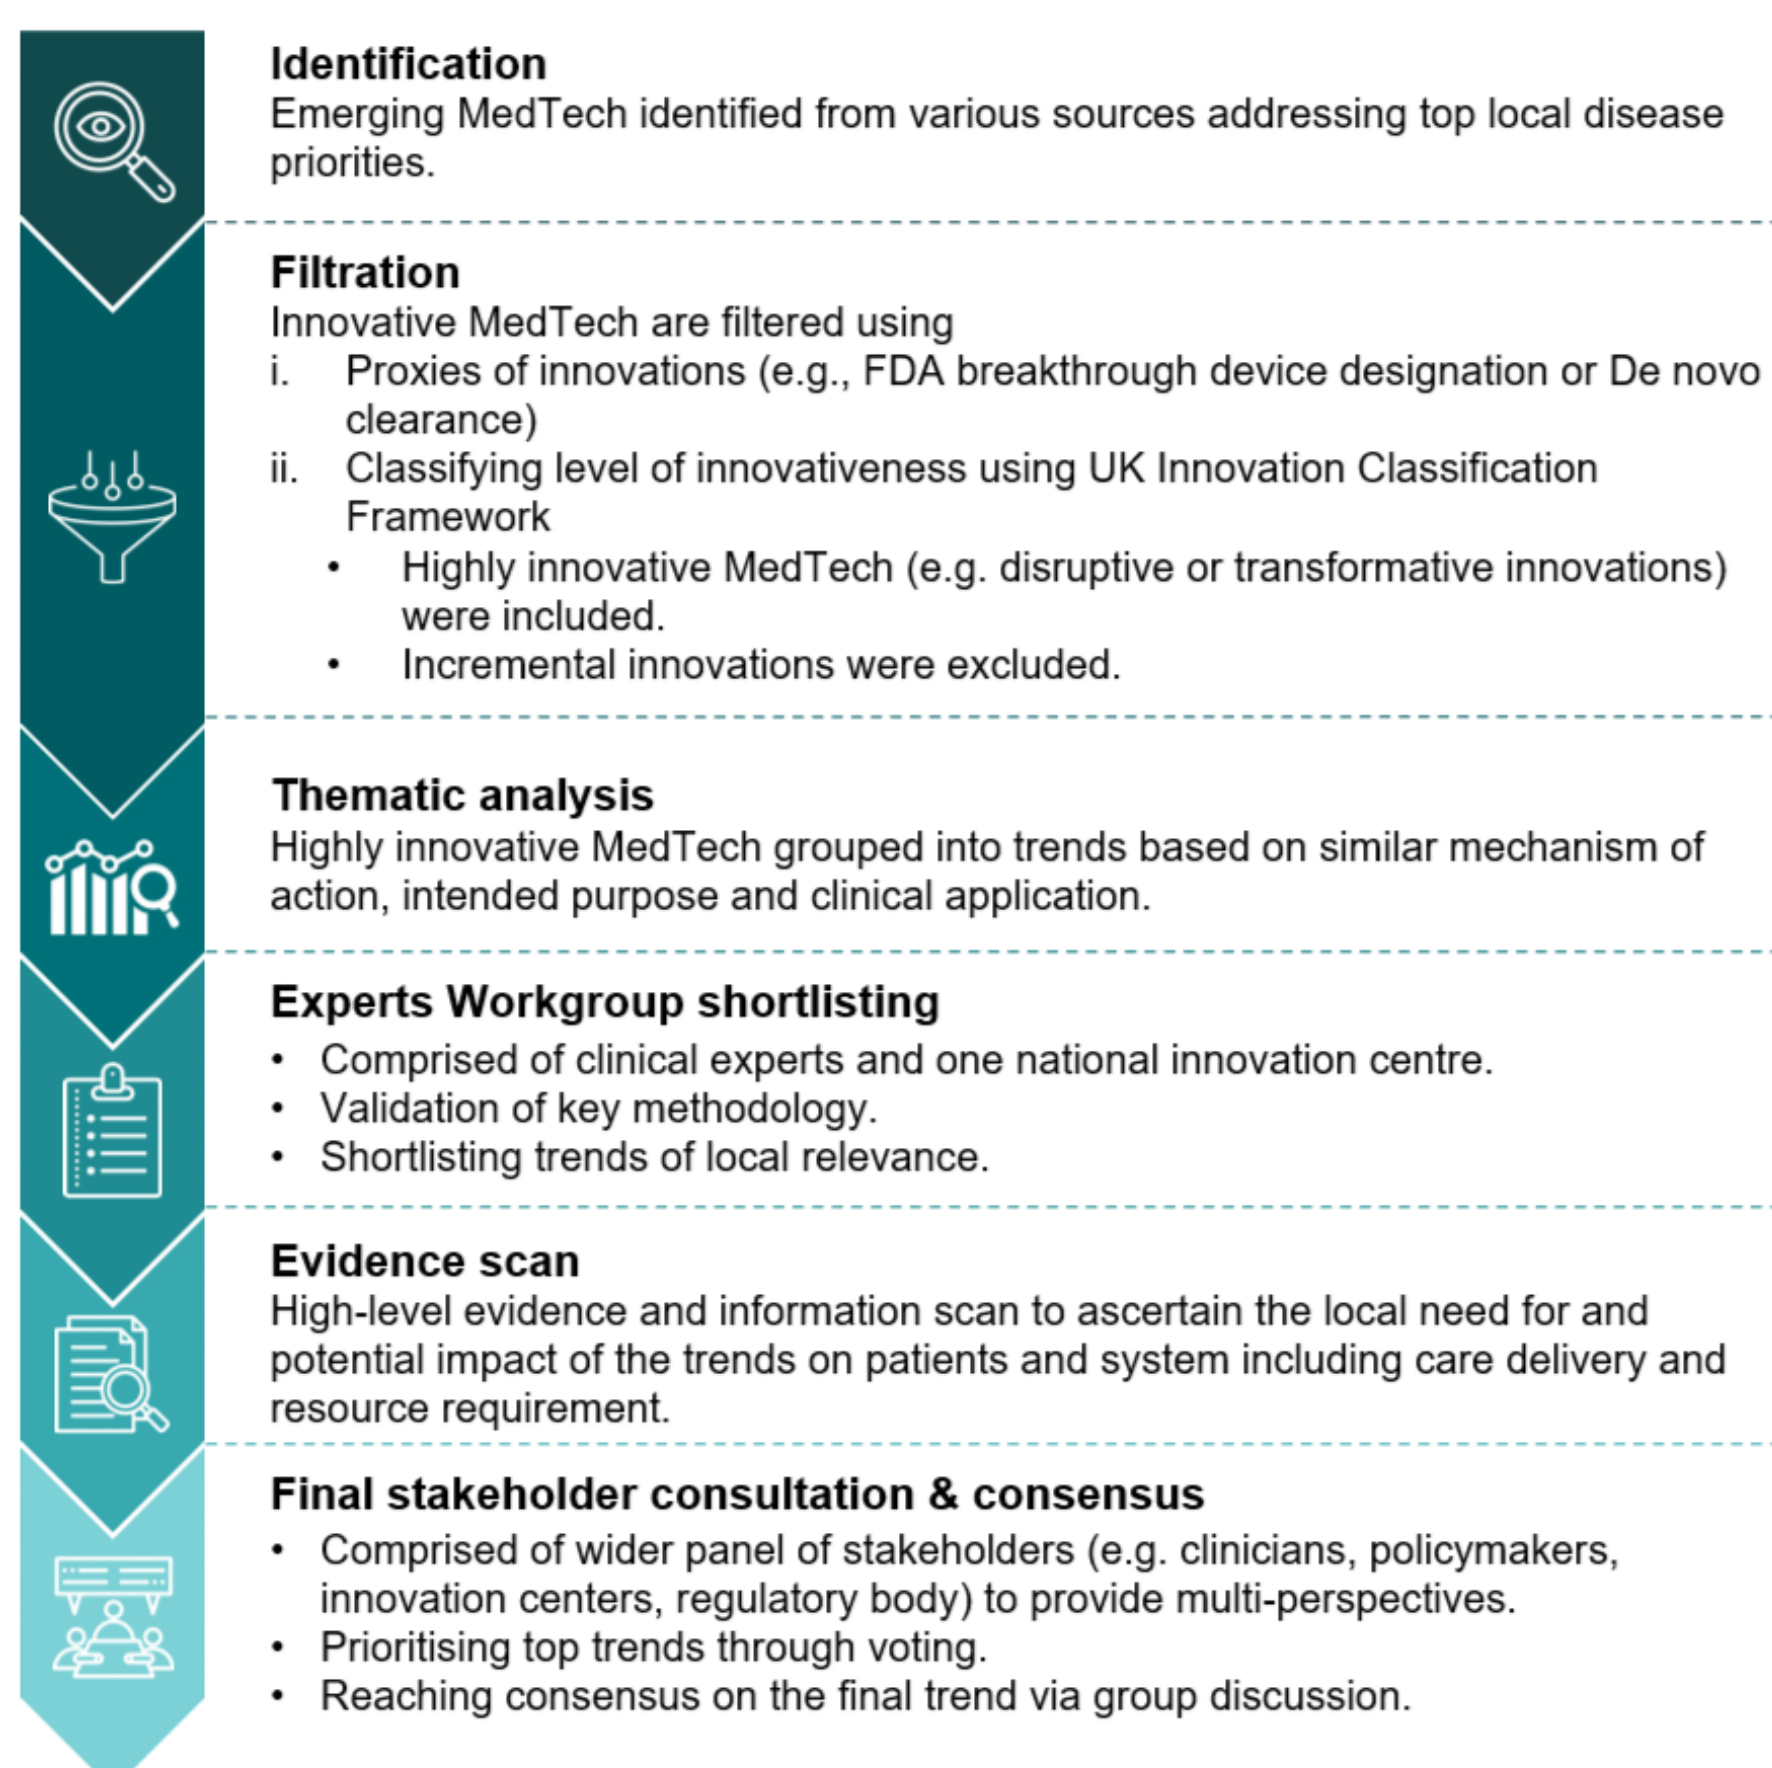 Identification
Emerging MedTech identified from various sources addressing top local disease
priorities.
Filtration
Innovative MedTech are filtered using
i. Proxies of innovations (e.g., FDA breakthrough device designation or De novo
clearance)
ii. Classifying level of innovativeness using UK Innovation Classification
Framework
• Highly innovative MedTech (e.g. disruptive or transformative innovations)
were included.
• Incremental innovations were excluded.
Thematic analysis
Highly innovative MedTech grouped into trends based on similar mechanism of
action, intended purpose and clinical application.
Experts Workgroup shortlisting
• Comprised of clinical experts and one national innovation centre.
• Validation of key methodology.
• Shortlisting trends of local relevance.
Evidence scan
High-level evidence and information scan to ascertain the local need for and
potential impact of the trends on patients and system including care delivery and
resource requirement.
Final stakeholder consultation & consensus
• Comprised of wider panel of stakeholders (e.g. clinicians, policymakers,
innovation centers, regulatory body) to provide multi-perspectives.
• Prioritising top trends through voting.
• Reaching consensus on the final trend via group discussion.